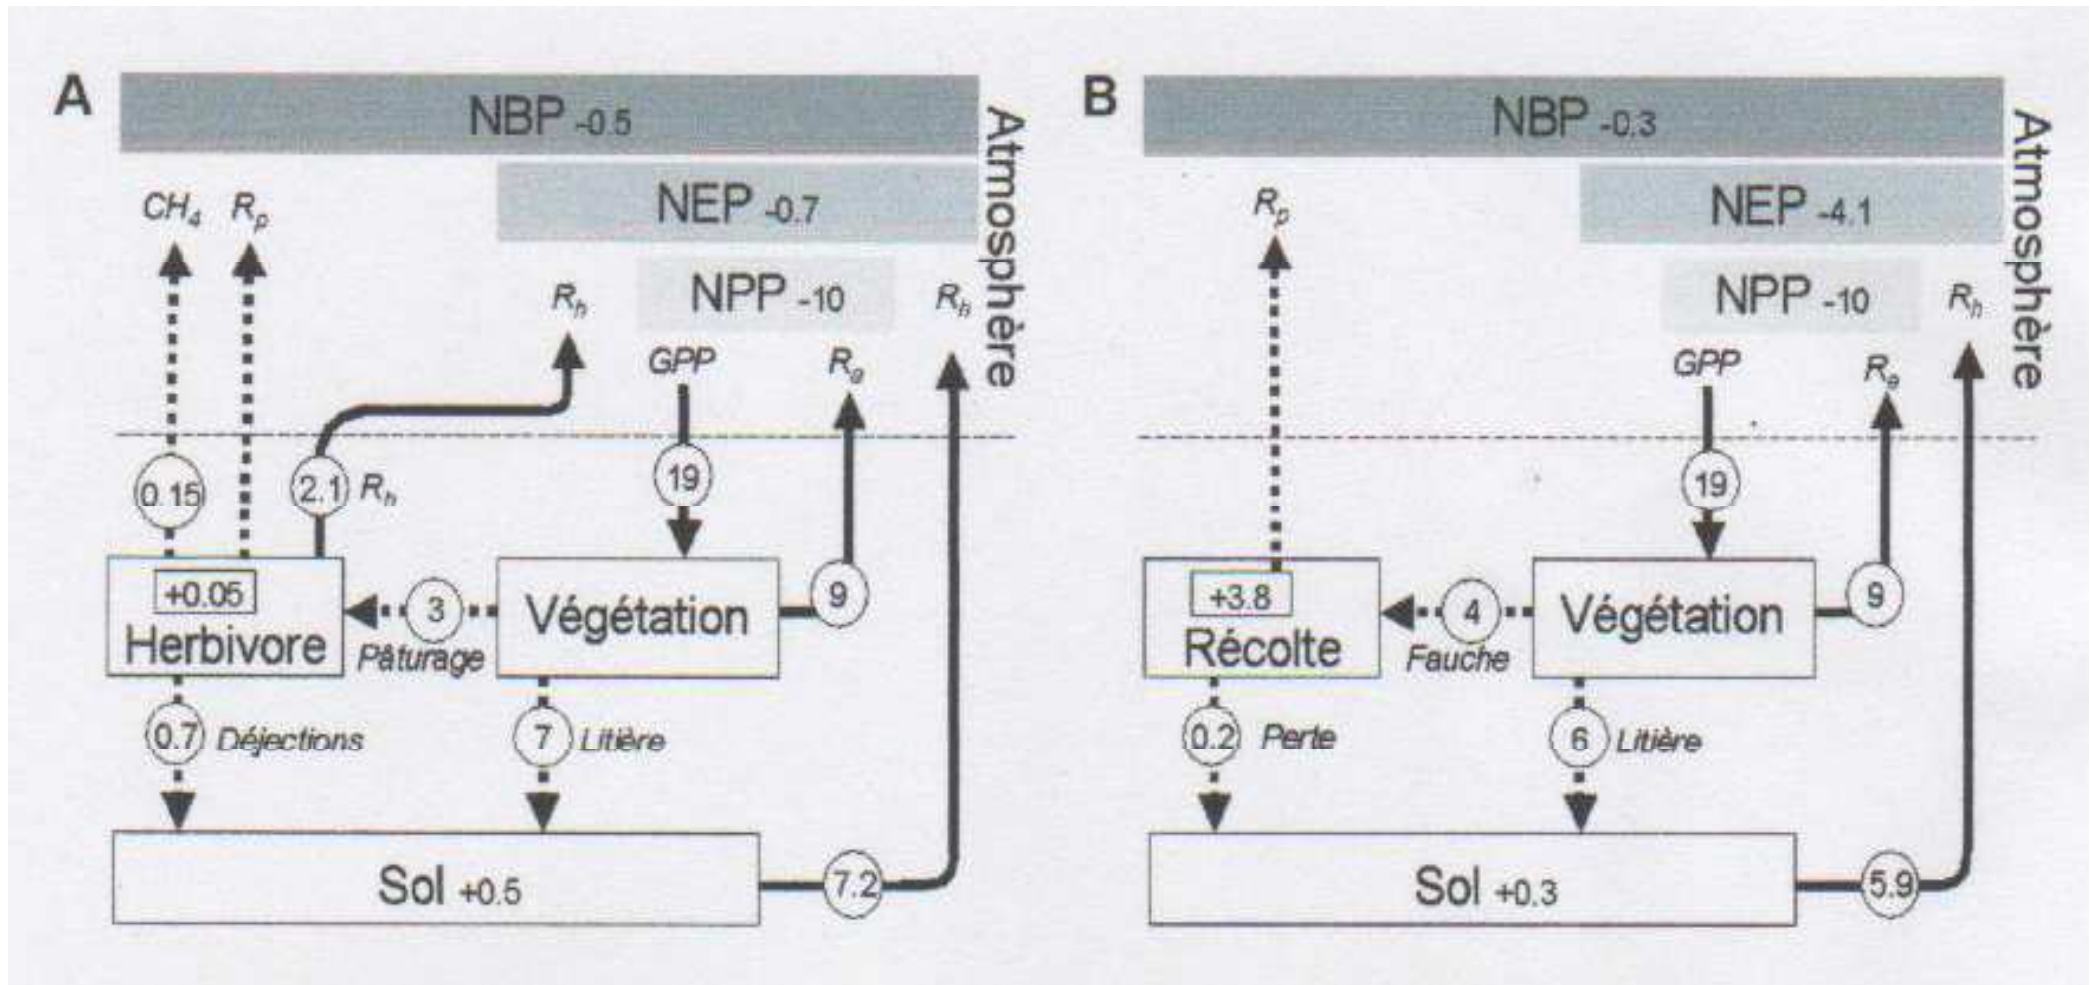 A
NBP -0.5
Atmosphère
NEP -0.7
CH4 Rp
NPP -10
Rh
Rh
GPP
Re
0.15
2.1 Rh
19
+0.05
Herbivore
3
Pâturage
Végétation
9
0.7 Déjections
7 Litière
Sol +0.5
7.2
B
NBP -0.3
Atmosphère
NEP -4.1
Rp
NPP -10
Rh
GPP
Re
19
+3.8
Récolte
4
Fauche
Végétation
9
0.2 Perte
6 Litière
Sol +0.3
5.9